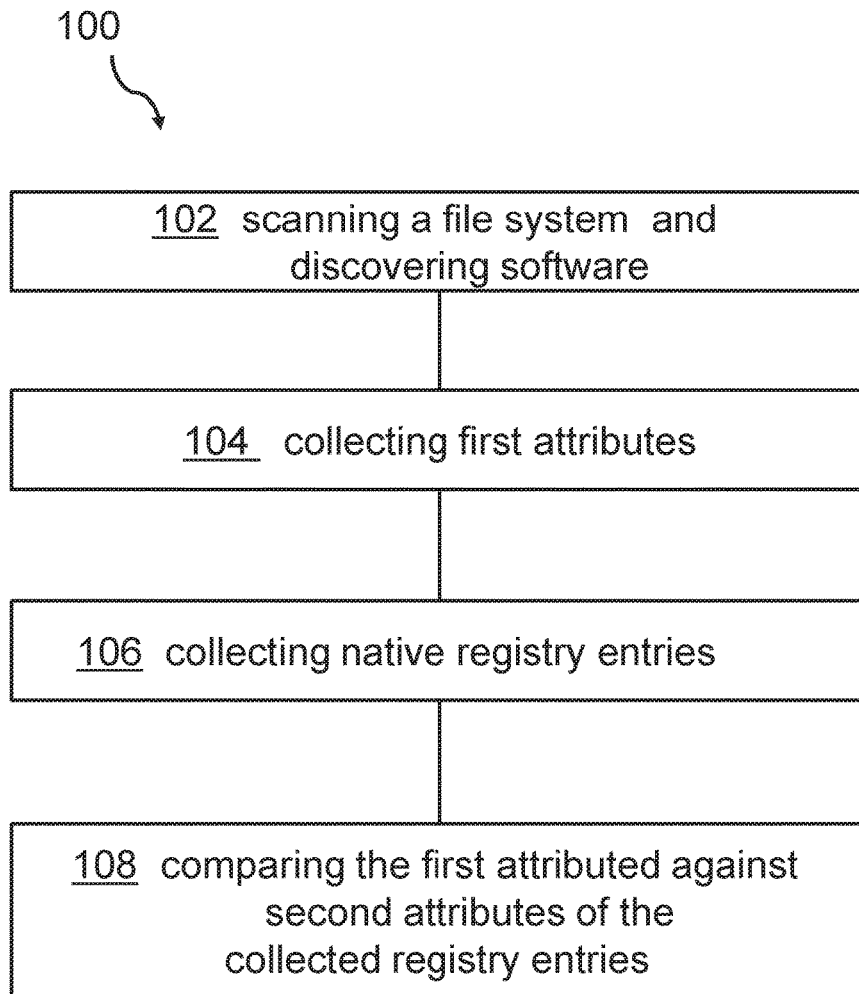 100
102 scanning a file system and
discovering software
104 collecting first attributes
106 collecting native registry entries
108 comparing the first attributed against
second attributes of the
collected registry entries